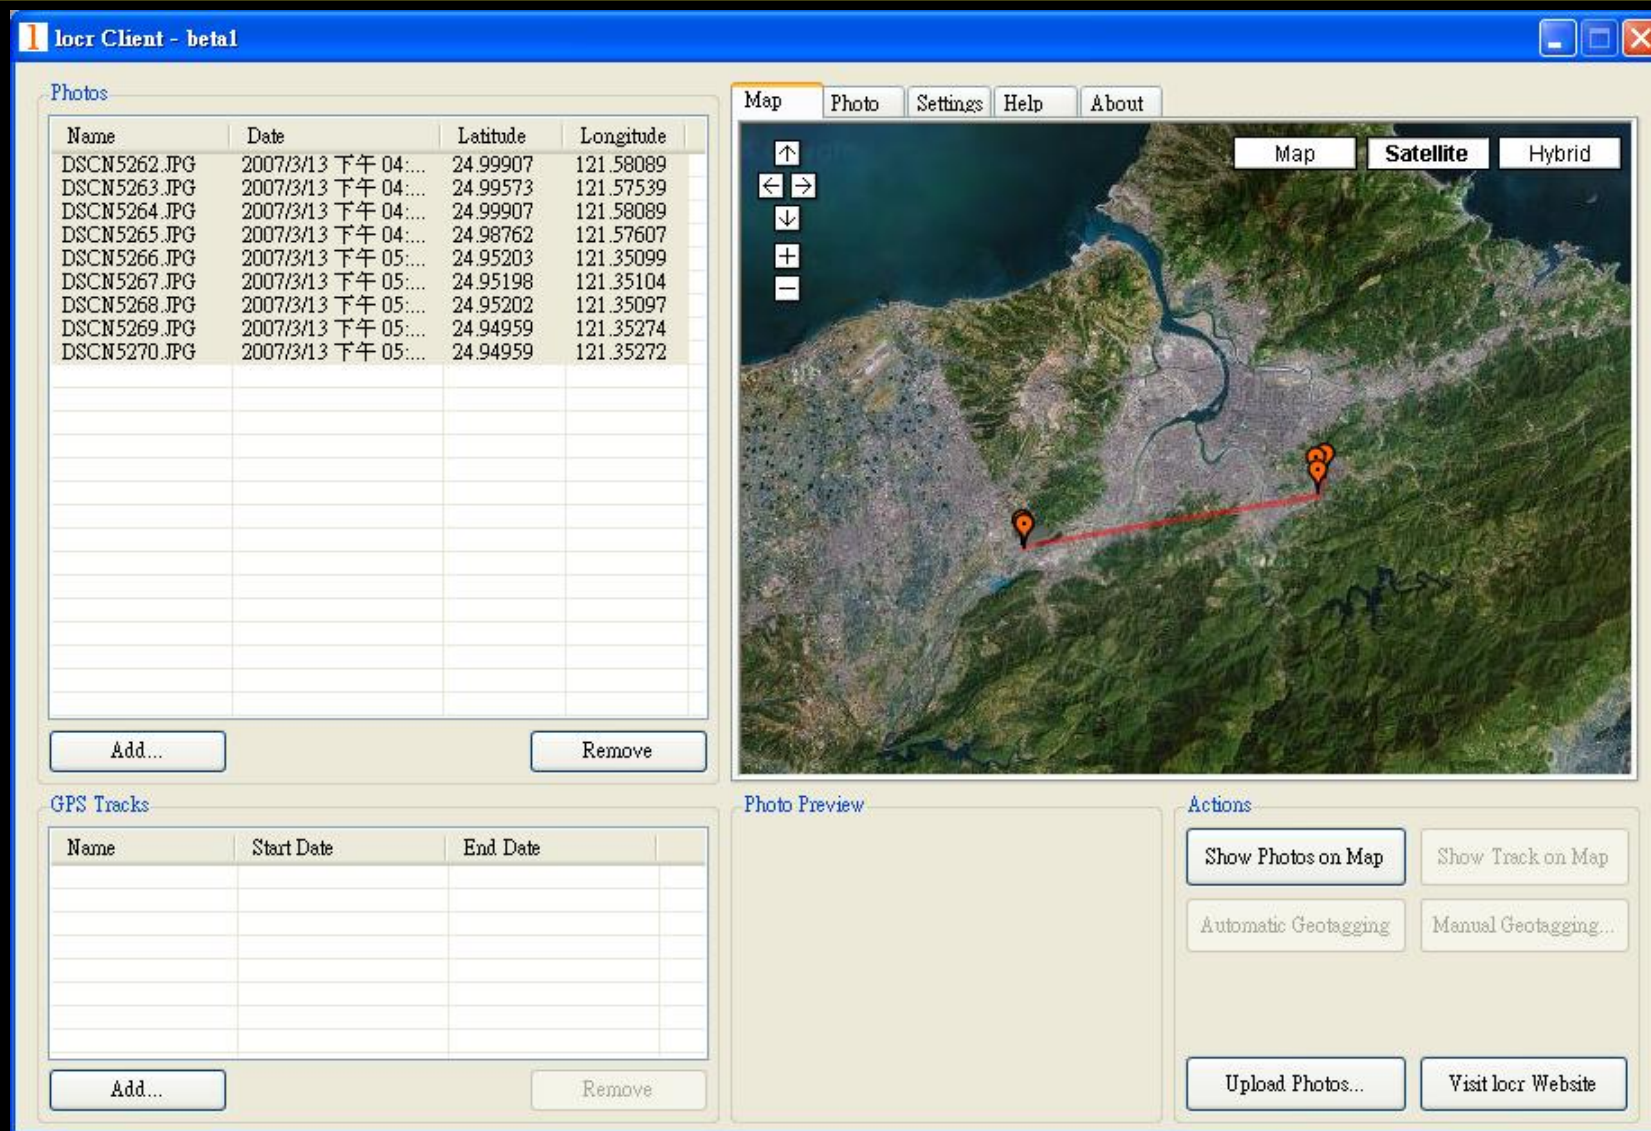 locr Client - beta1
Photos
Name Date Latitude Longitude
DSCN5262.JPG 2007/3/13 下午 04:... 24.99907 121.58089
DSCN5263.JPG 2007/3/13 下午 04:... 24.99573 121.57539
DSCN5264.JPG 2007/3/13 下午 04:... 24.99907 121.58089
DSCN5265.JPG 2007/3/13 下午 04:... 24.98762 121.57607
DSCN5266.JPG 2007/3/13 下午 05:... 24.95203 121.35099
DSCN5267.JPG 2007/3/13 下午 05:... 24.95198 121.35104
DSCN5268.JPG 2007/3/13 下午 05:... 24.95202 121.35097
DSCN5269.JPG 2007/3/13 下午 05:... 24.94959 121.35274
DSCN5270.JPG 2007/3/13 下午 05:... 24.94959 121.35272
Add... Remove
Map Photo Settings Help About
Map Satellite Hybrid
GPS Tracks
Name Start Date End Date
Add... Remove
Photo Preview
Actions
Show Photos on Map Show Track on Map
Automatic Geotagging Manual Geotagging...
Upload Photos... Visit locr Website